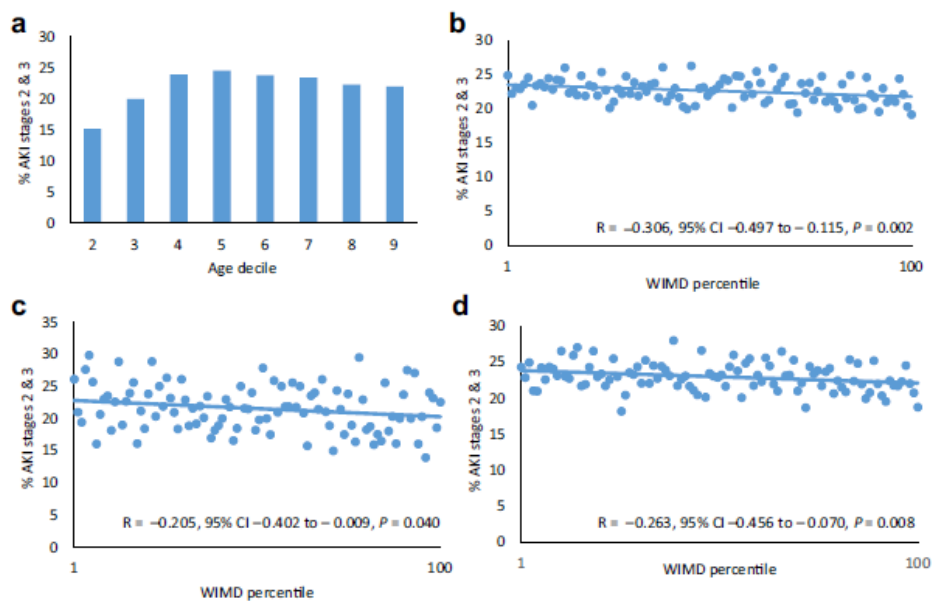 a
30
25
20
15
10
5
0
% AKI stages 2 & 3
2 3 4 5 6 7 8 9
Age decile
b
30
25
20
15
10
5
0
% AKI stages 2 & 3
R = −0.306, 95% CI −0.497 to − 0.115, P = 0.002
1 100
WIMD percentile
c
35
30
25
20
15
10
5
0
% AKI stages 2 & 3
R = −0.205, 95% CI −0.402 to −0.009, P = 0.040
1 100
WIMD percentile
d
30
25
20
15
10
5
0
% AKI stages 2 & 3
R = −0.263, 95% CI −0.456 to −0.070, P = 0.008
1 100
WIMD percentile